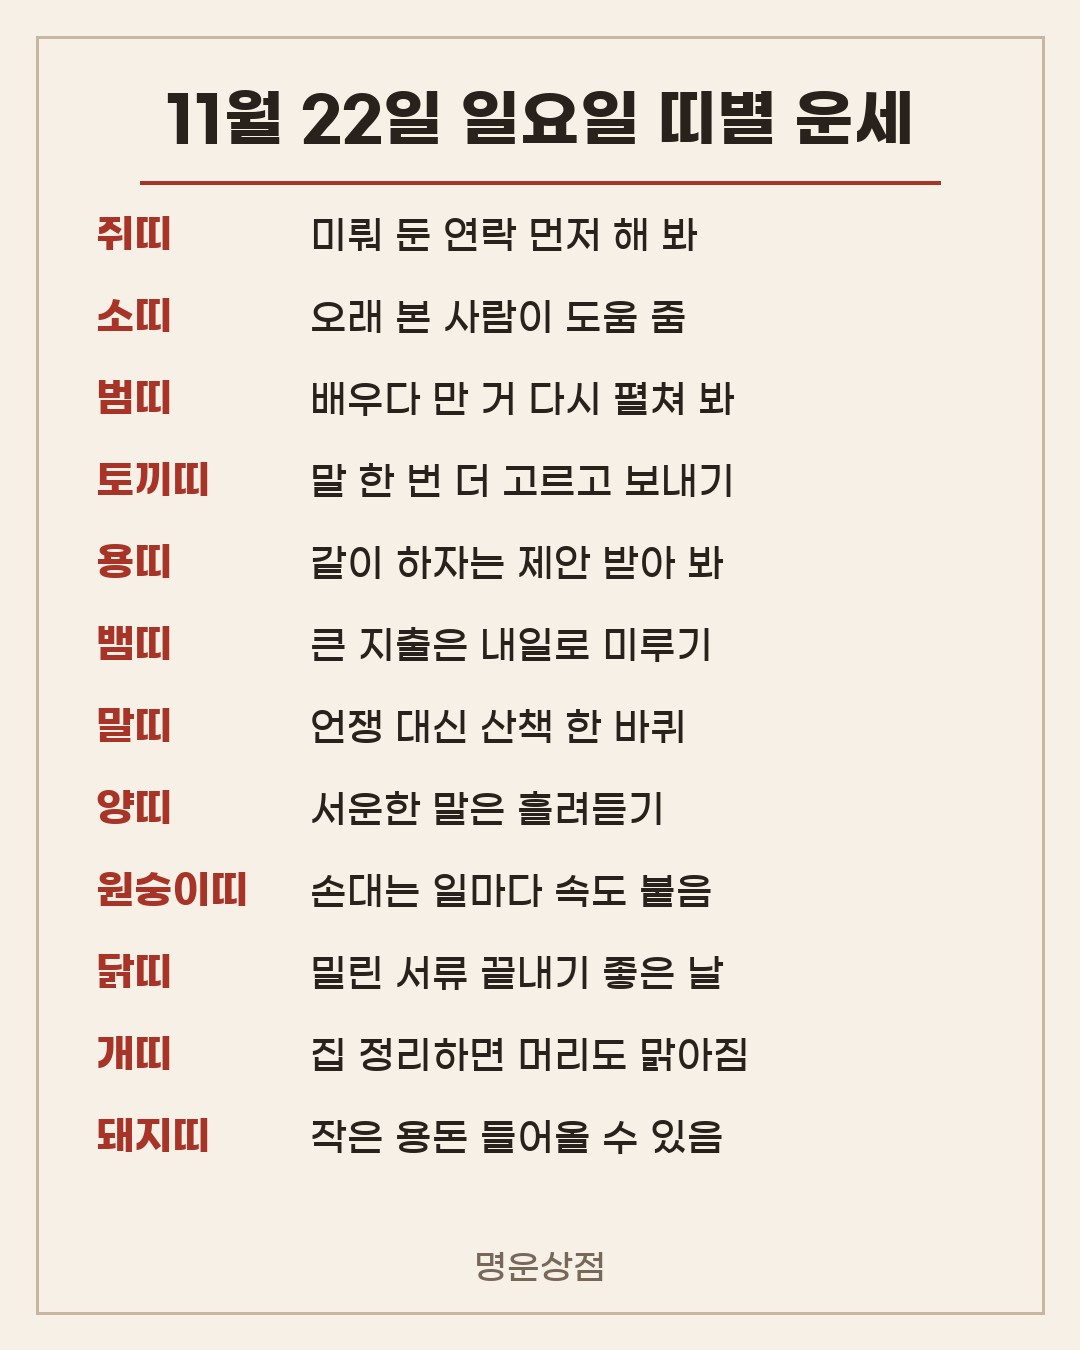 11월 22일 일요일 띠별 운세
쥐띠 미뤄 둔 연락 먼저 해 봐
소띠 오래 본 사람이 도움 줌
범띠 배우다 만 거 다시 펼쳐 봐
토끼띠 말 한 번 더 고르고 보내기
용띠 같이 하자는 제안 받아 봐
뱀띠 큰 지출은 내일로 미루기
말띠 언쟁 대신 산책 한 바퀴
양띠 서운한 말은 흘려듣기
원숭이띠 손대는 일마다 속도 붙음
닭띠 밀린 서류 끝내기 좋은 날
개띠 집 정리하면 머리도 맑아짐
돼지띠 작은 용돈 들어올 수 있음
명운상점